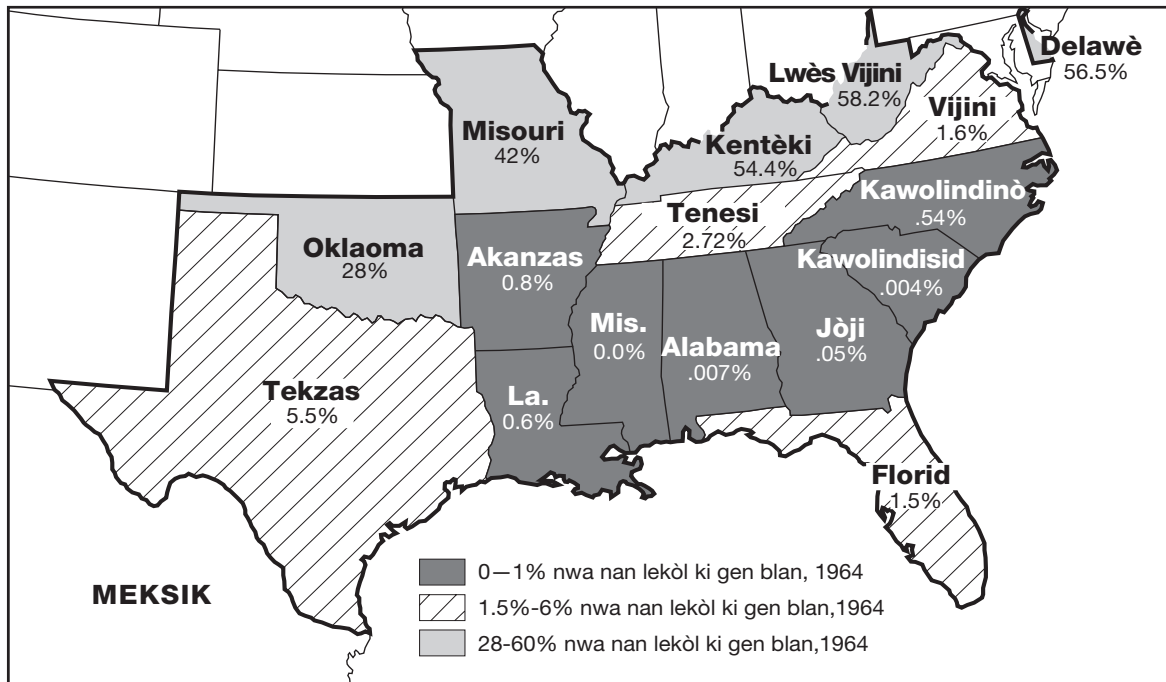 Delawè
56.5%
Lwès Vijini
58.2%
Vijini
1.6%
Misouri
42%
Kentèki
54.4%
Kawolindinò
.54%
Tenesi
2.72%
Oklaoma
28%
Akanzas
0.8%
Kawolindisid
.004%
Mis.
0.0%
Alabama
.007%
Jòji
.05%
Tekzas
5.5%
La.
0.6%
Florid
1.5%
MEKSIK
0—1% nwa nan lekòl ki gen blan, 1964
1.5%-6% nwa nan lekòl ki gen blan,1964
28-60% nwa nan lekòl ki gen blan,1964